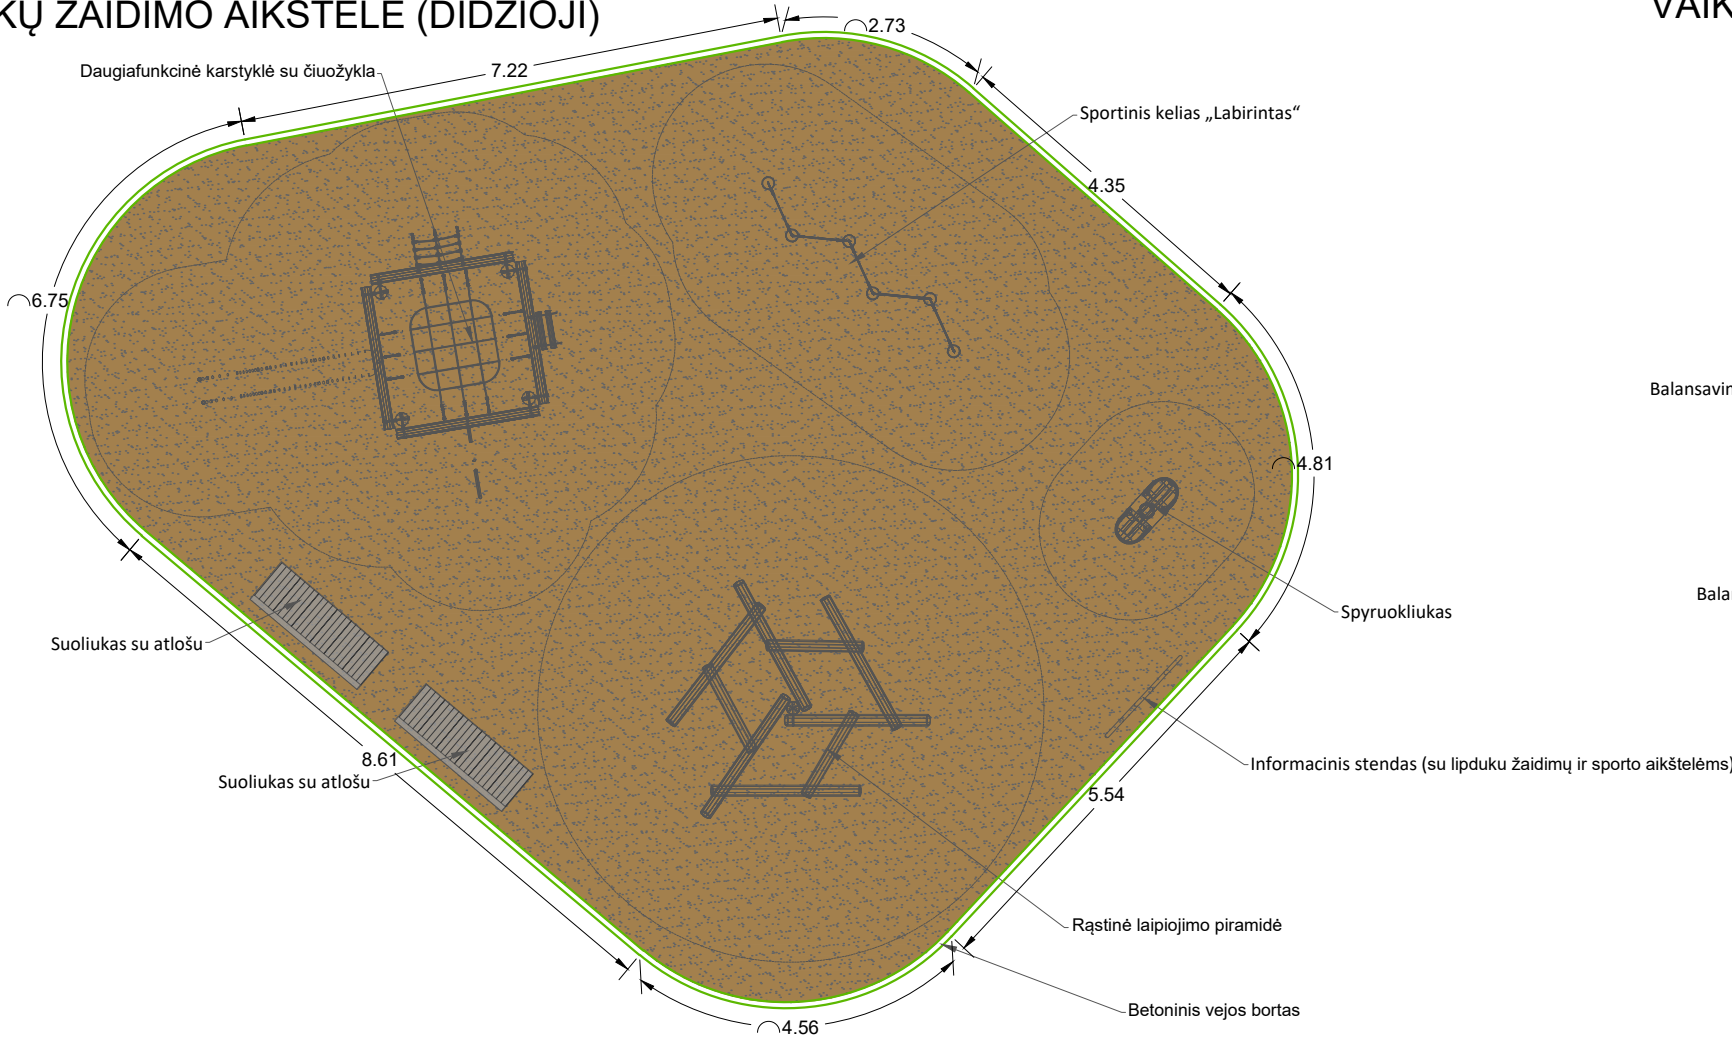 KŲ ŽAIDIMO AIKŠTELĖ (DIDŽIOJI)
VAIK
Daugiafunkcinė karstyklė su čiuožykla
7.22
2.73
Sportinis kelias „Labirintas“
4.35
6.75
Balansavim
4.81
Balan
Spyruokliukas
Suoliukas su atlošu
8.61
Suoliukas su atlošu
Informacinis stendas (su lipduku žaidimų ir sporto aikštelėms)
5.54
Rąstinė laipiojimo piramidė
Betoninis vejos bortas
4.56